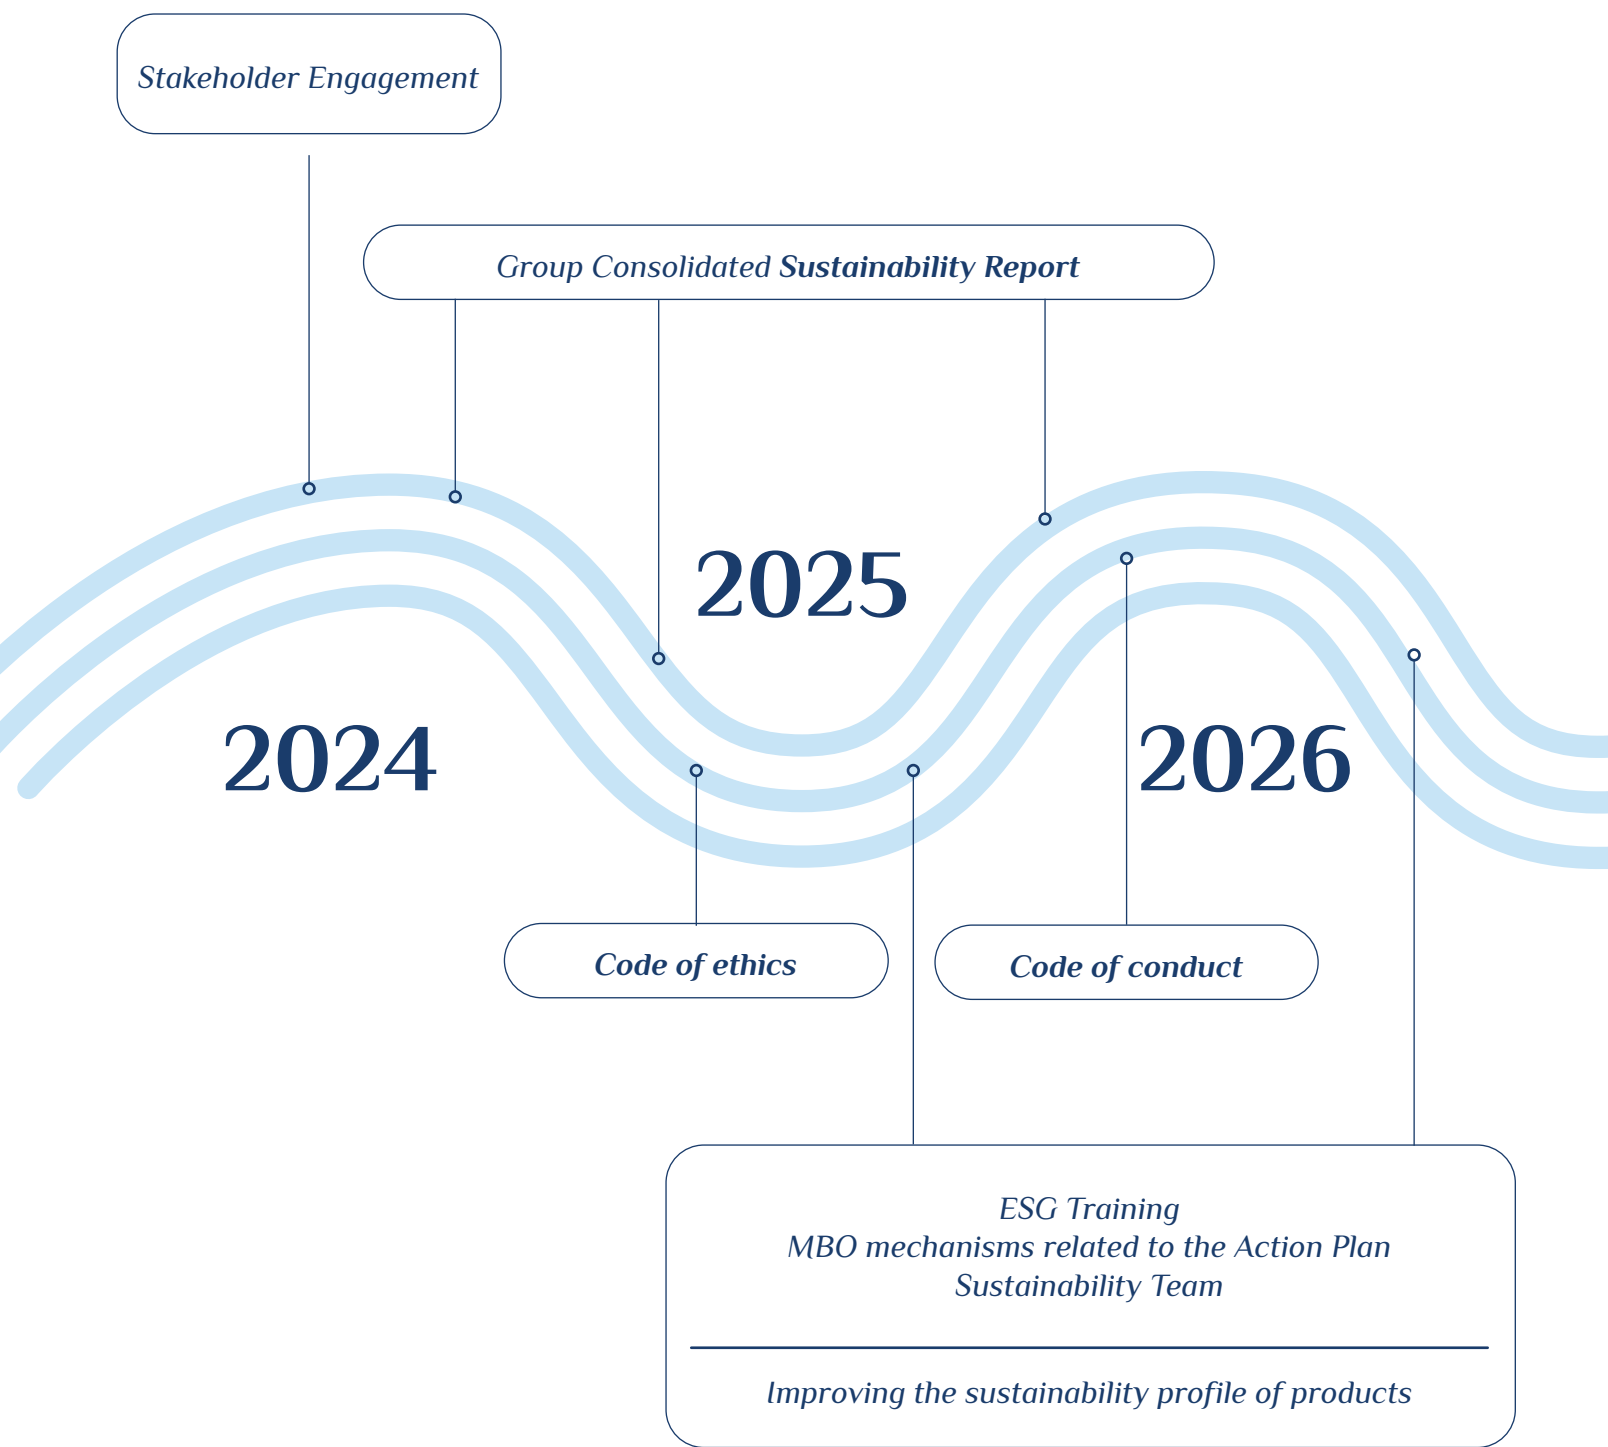 Stakeholder Engagement
Group Consolidated Sustainability Report
2025
2024
2026
Code of ethics
Code of conduct
ESG Training
MBO mechanisms related to the Action Plan
Sustainability Team
Improving the sustainability profile of products